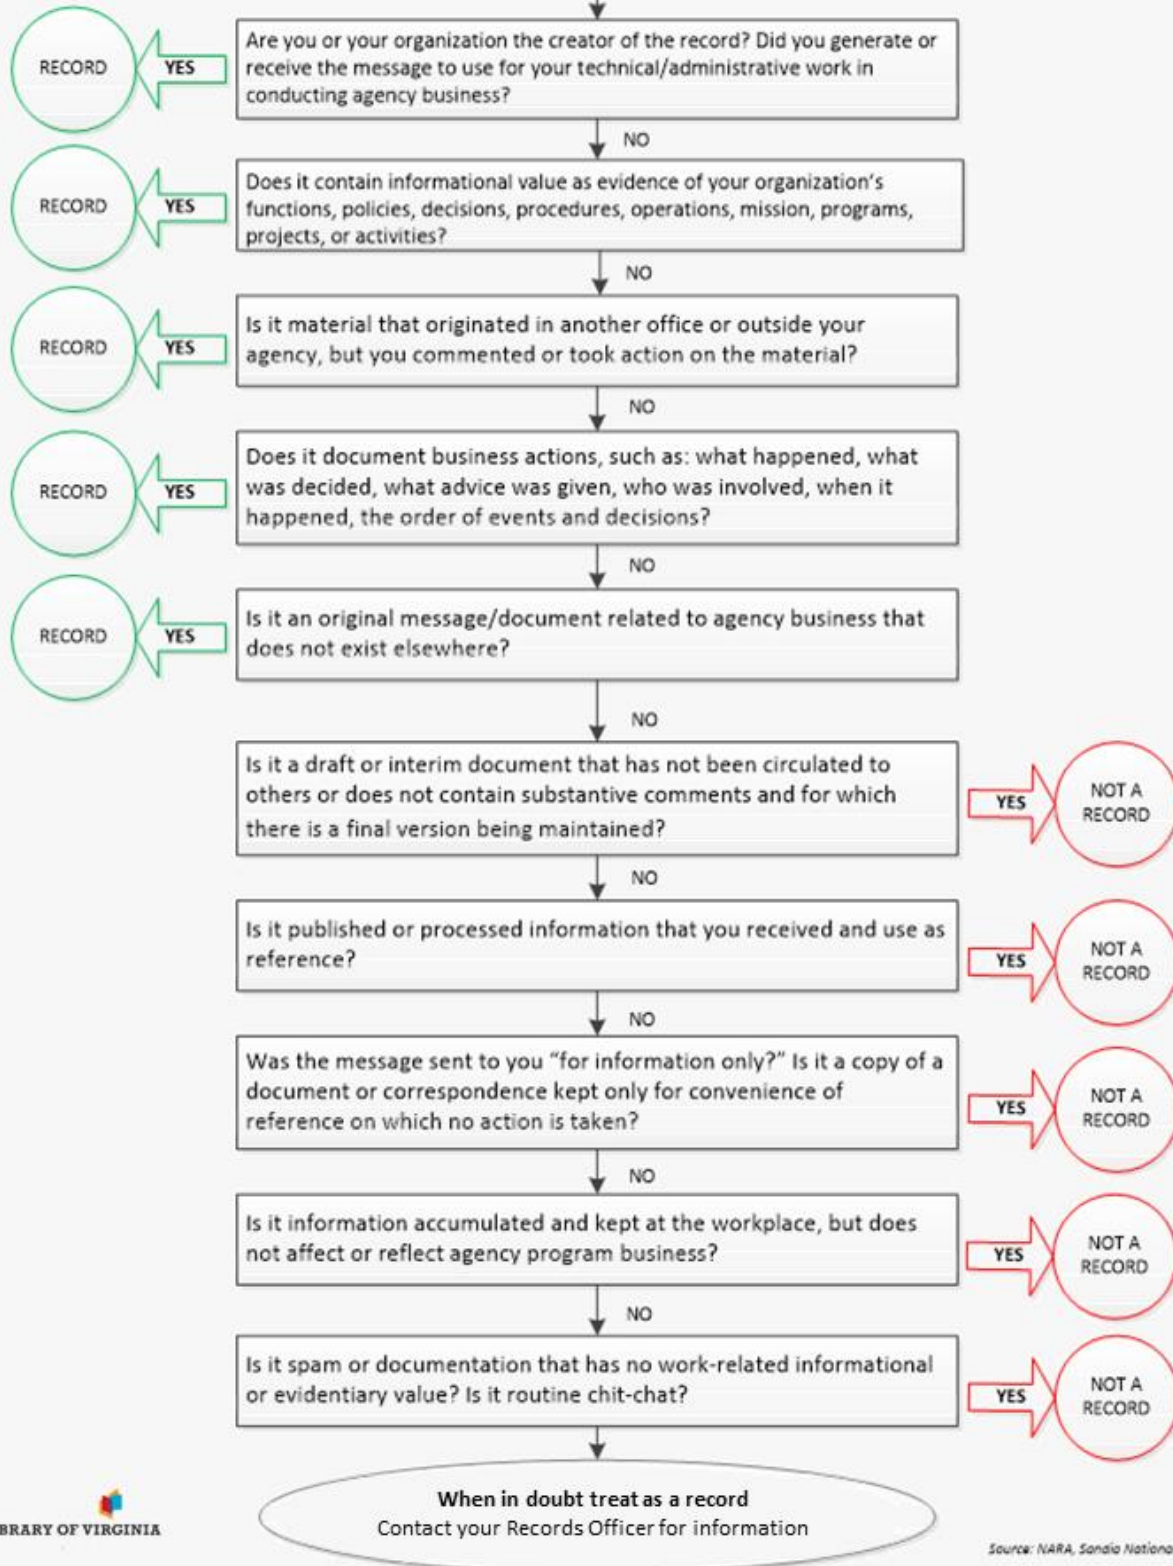 Are you or your organization the creator of the record? Did you generate or
receive the message to use for your technical/administrative work in
conducting agency business?
YES
RECORD
NO
Does it contain informational value as evidence of your organization's
functions, policies, decisions, procedures, operations, mission, programs,
projects, or activities?
YES
RECORD
NO
Is it material that originated in another office or outside your
agency, but you commented or took action on the material?
YES
RECORD
NO
Does it document business actions, such as: what happened, what
was decided, what advice was given, who was involved, when it
happened, the order of events and decisions?
YES
RECORD
NO
Is it an original message/document related to agency business that
does not exist elsewhere?
YES
RECORD
NO
Is it a draft or interim document that has not been circulated to
others or does not contain substantive comments and for which
there is a final version being maintained?
YES
NOT A
RECORD
NO
Is it published or processed information that you received and use as
reference?
YES
NOT A
RECORD
NO
Was the message sent to you “for information only?” Is it a copy of a
document or correspondence kept only for convenience of
reference on which no action is taken?
YES
NOT A
RECORD
NO
Is it information accumulated and kept at the workplace, but does
not affect or reflect agency program business?
YES
NOT A
RECORD
NO
Is it spam or documentation that has no work-related informational
or evidentiary value? Is it routine chit-chat?
YES
NOT A
RECORD
When in doubt treat as a record
Contact your Records Officer for information
BRARY OF VIRGINIA
Source: NARA, Sandia Nationa